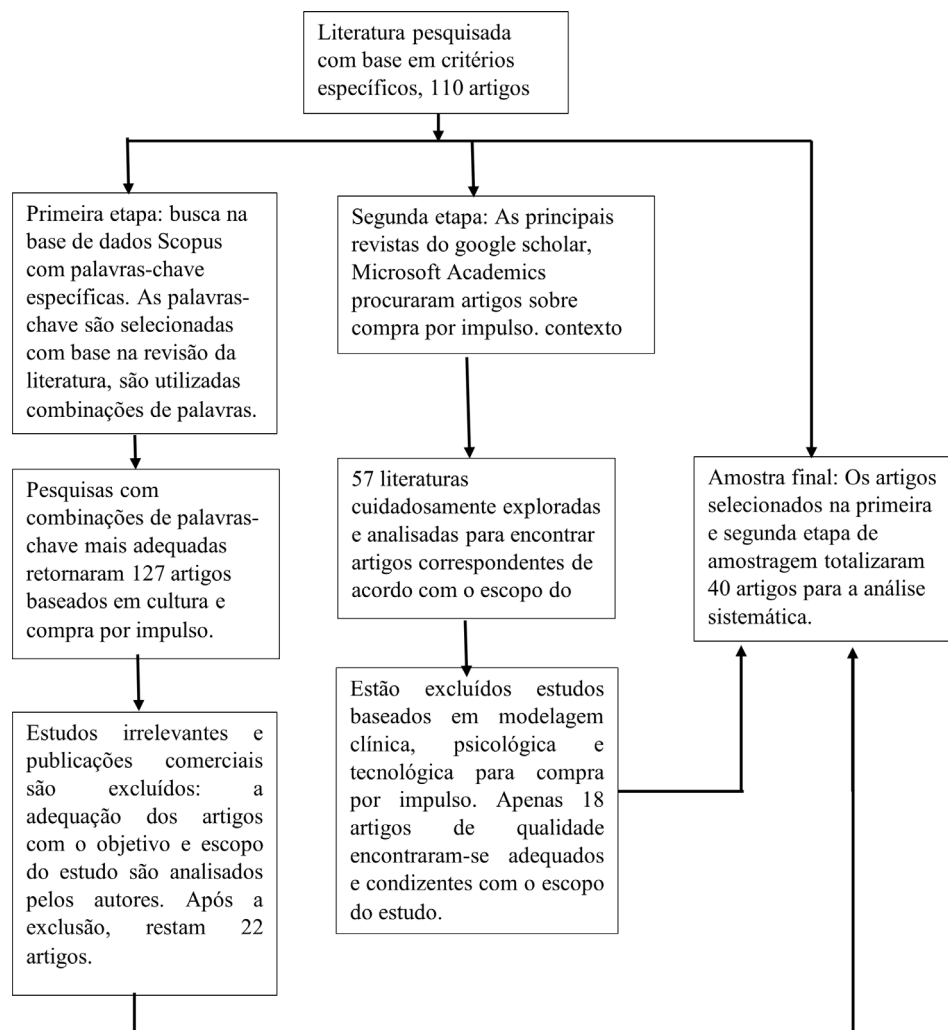 Literatura pesquisada
com base em critérios
específicos, 110 artigos
Primeira etapa: busca na
base de dados Scopus
com palavras-chave
específicas. As palavras-
chave são selecionadas
com base na revisão da
literatura, são utilizadas
combinações de palavras.
Pesquisas com
combinações de palavras-
chave mais adequadas
retornaram 127 artigos
baseados em cultura e
compra por impulso.
Estudos irrelevantes e
publicações comerciais
são excluídos: a
adequação dos artigos
com o objetivo e escopo
do estudo são analisados
pelos autores. Após a
exclusão, restam 22
artigos.
Segunda etapa: As principais
revistas do google scholar,
Microsoft Academics
procuraram artigos sobre
compra por impulso. contexto
57 literaturas
cuidadosamente exploradas
e analisadas para encontrar
artigos correspondentes de
acordo com o escopo do
Estão excluídos estudos
baseados em modelagem
clínica, psicológica e
tecnológica para compra
por impulso. Apenas 18
artigos de qualidade
encontraram-se adequados
e condizentes com o escopo
do estudo.
Amostra final: Os artigos
selecionados na primeira
e segunda etapa de
amostragem totalizaram
40 artigos para a análise
sistemática.